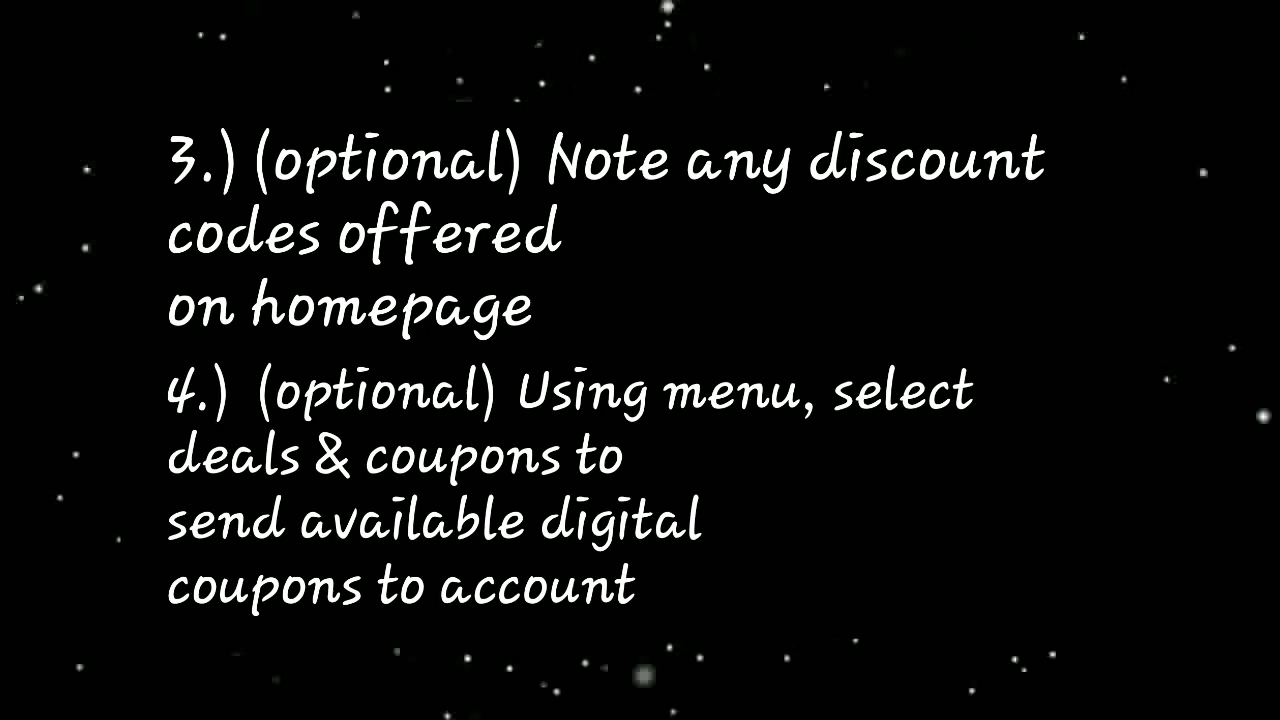 3.) (optional) Note any discount
codes offered
on homepage
4.) (optional) Using menu, select
deals & coupons to
send available digital
coupons to account